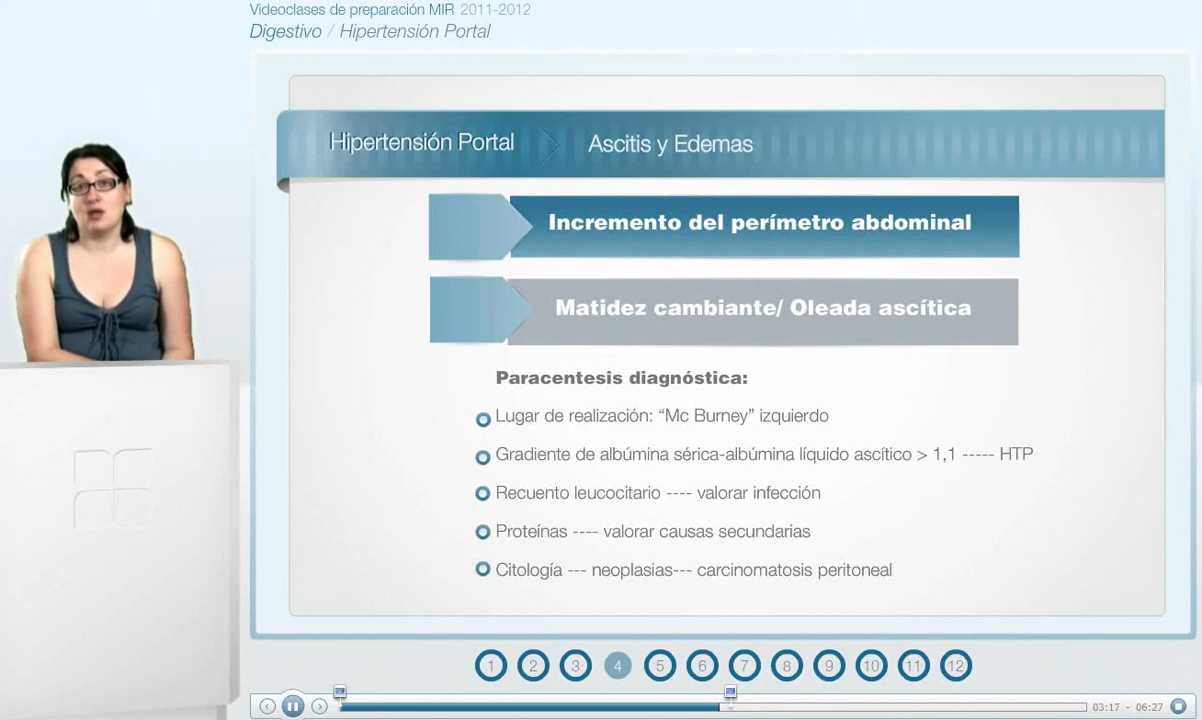 Videoclases de preparación MIR 2011-2012
Digestivo / Hipertensión Portal
Hipertensión Portal
Ascitis y Edemas
Incremento del perímetro abdominal
Matidez cambiante/ Oleada ascítica
Paracentesis diagnóstica:
Lugar de realización: “Mc Burney” izquierdo
Gradiente de albúmina sérica-albúmina líquido ascítico > 1,1 ----- HTP
Recuento leucocitario ---- valorar infección
Proteínas ---- valorar causas secundarias
Citología --- neoplasias--- carcinomatosis peritoneal
1 2 3 4 5 6 7 8 9 10 11 12
03:17 - 06:27